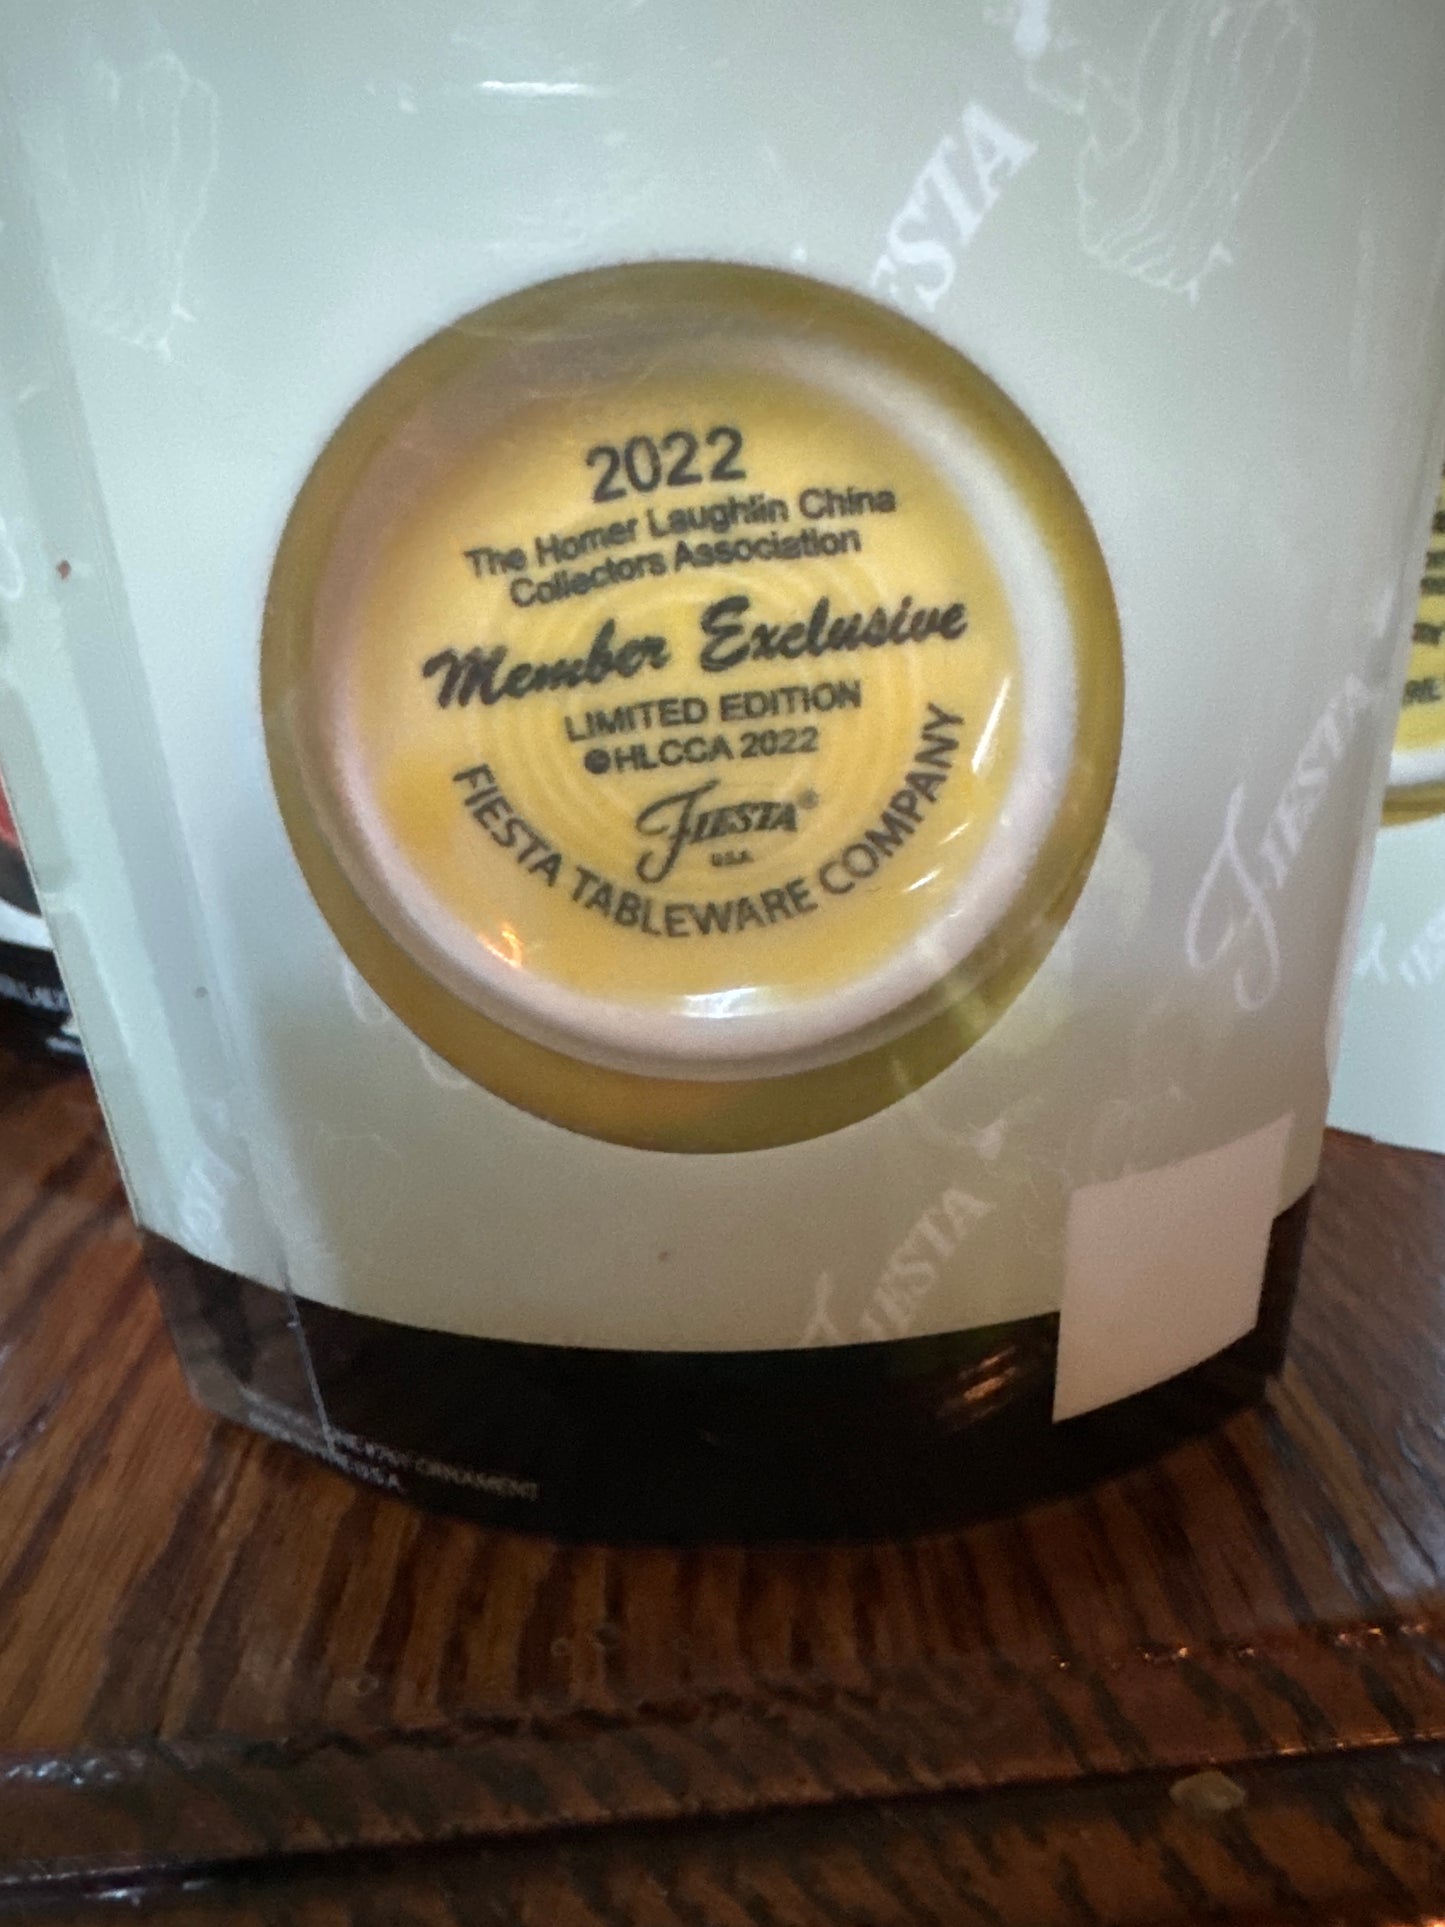 2022
The Homer Laughlin China
Collectors Association
Member Exclusive
LIMITED EDITION
©HLCCA 2022
FIESTA®
U.S.A.
FIESTA TABLEWARE COMPANY
FIESTA
FIESTA
FIESTA
ORNAMENT
U.S.A.